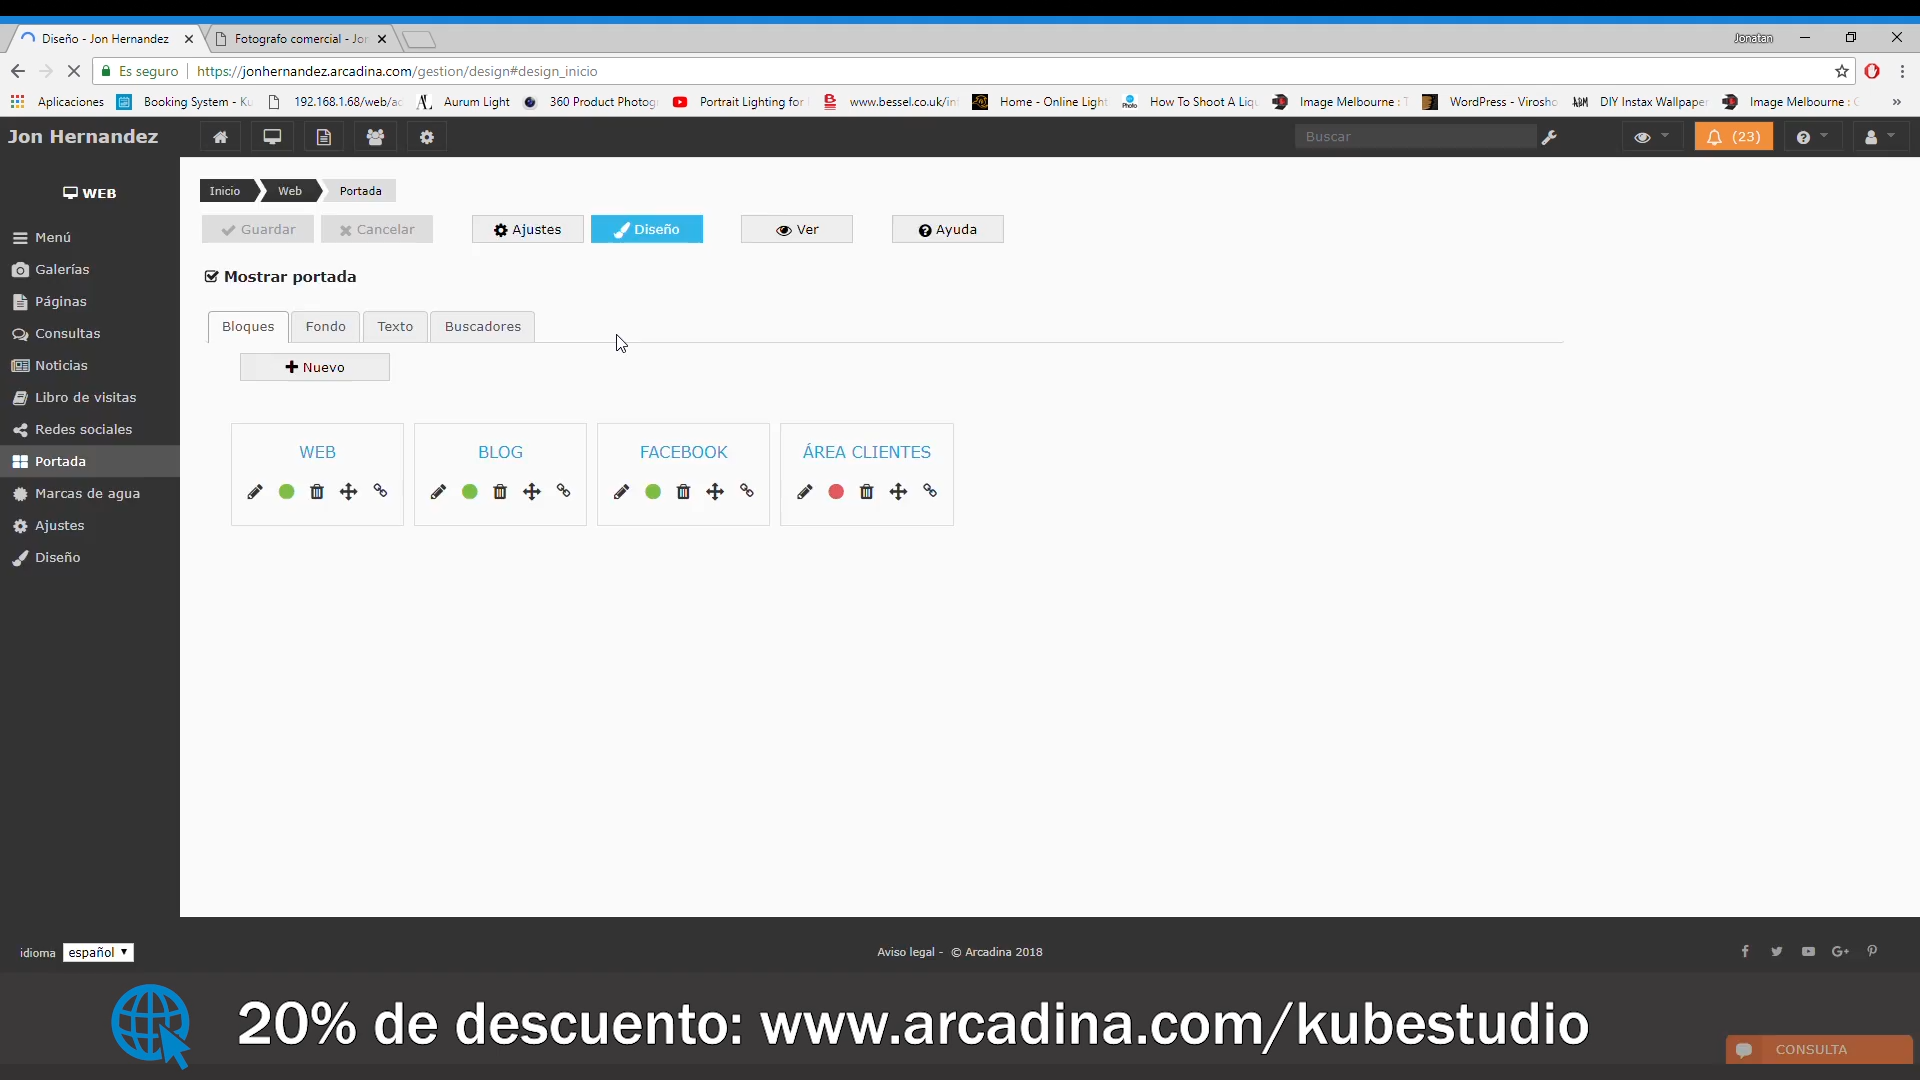 Diseño - Jon Hernandez
Fotografo comercial - Jo
Jonatan
Es seguro
https://jonhernandez.arcadina.com/gestion/design#design_inicio
Aplicaciones
Booking System - Ku
192.168.1.68/web/ac
Aurum Light
360 Product Photog
Portrait Lighting for
www.bessel.co.uk/in
Home - Online Light
How To Shoot A Liq
Image Melbourne :
WordPress - Virosho
DIY Instax Wallpaper
Image Melbourne :
»
Jon Hernandez
Buscar
(23)
WEB
Menú
Galerías
Páginas
Consultas
Noticias
Libro de visitas
Redes sociales
Portada
Marcas de agua
Ajustes
Diseño
Inicio
Web
Portada
Guardar
Cancelar
Ajustes
Diseño
Ver
Ayuda
Mostrar portada
Bloques
Fondo
Texto
Buscadores
Nuevo
WEB
BLOG
FACEBOOK
ÁREA CLIENTES
idioma
español
Aviso legal - © Arcadina 2018
20% de descuento: www.arcadina.com/kubestudio
CONSULTA